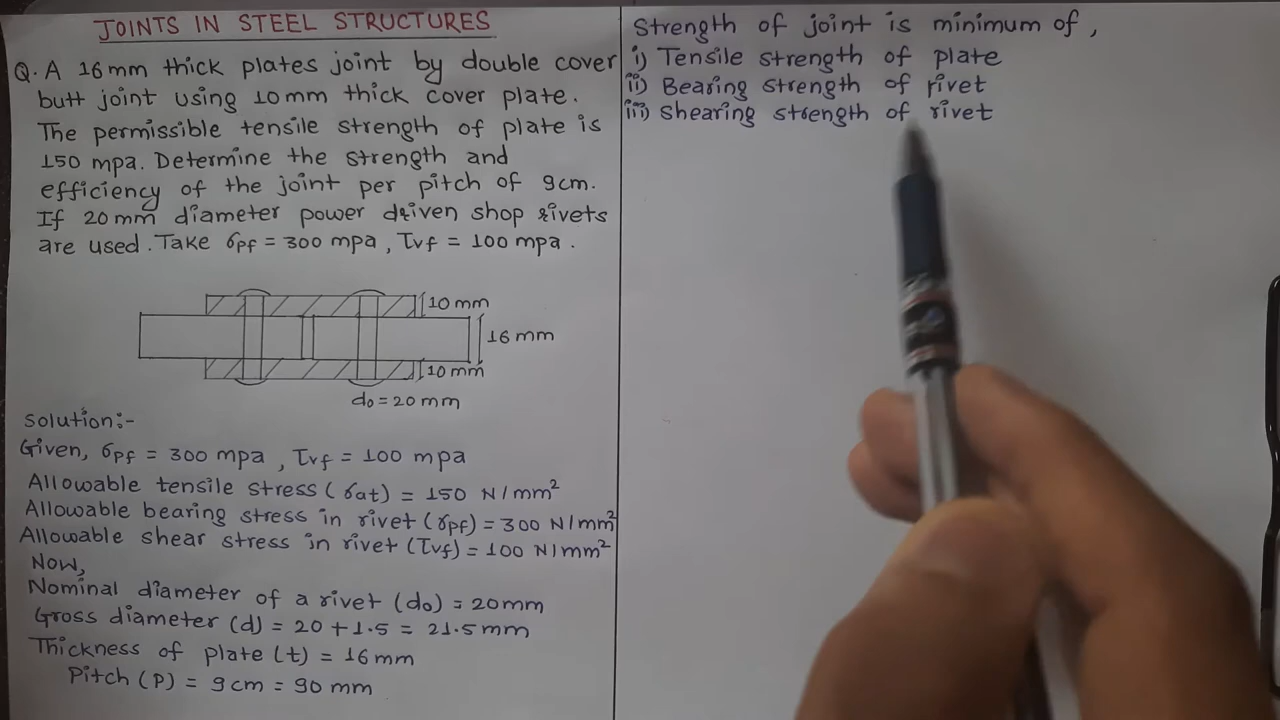 JOINTS IN STEEL STRUCTURES
Q. A 16mm thick plates joint by double cover
butt joint using 10mm thick cover plate.
The permissible tensile strength of plate is
150 mpa. Determine the strength and
efficiency of the joint per pitch of 9cm.
If 20mm diameter power driven shop rivets
are used. Take σpf = 300 mpa, τvf = 100 mpa.
10 mm
16 mm
10 mm
do = 20 mm
Solution:-
Given, σpf = 300 mpa, τvf = 100 mpa
Allowable tensile stress (σat) = 150 N/mm²
Allowable bearing stress in rivet (σpf) = 300 N/mm²
Allowable shear stress in rivet (τvf) = 100 N/mm²
Now,
Nominal diameter of a rivet (do) = 20mm
Gross diameter (d) = 20 + 1.5 = 21.5 mm
Thickness of plate (t) = 16mm
Pitch (P) = 9cm = 90 mm
Strength of joint is minimum of,
i) Tensile strength of plate
ii) Bearing strength of rivet
iii) Shearing strength of rivet